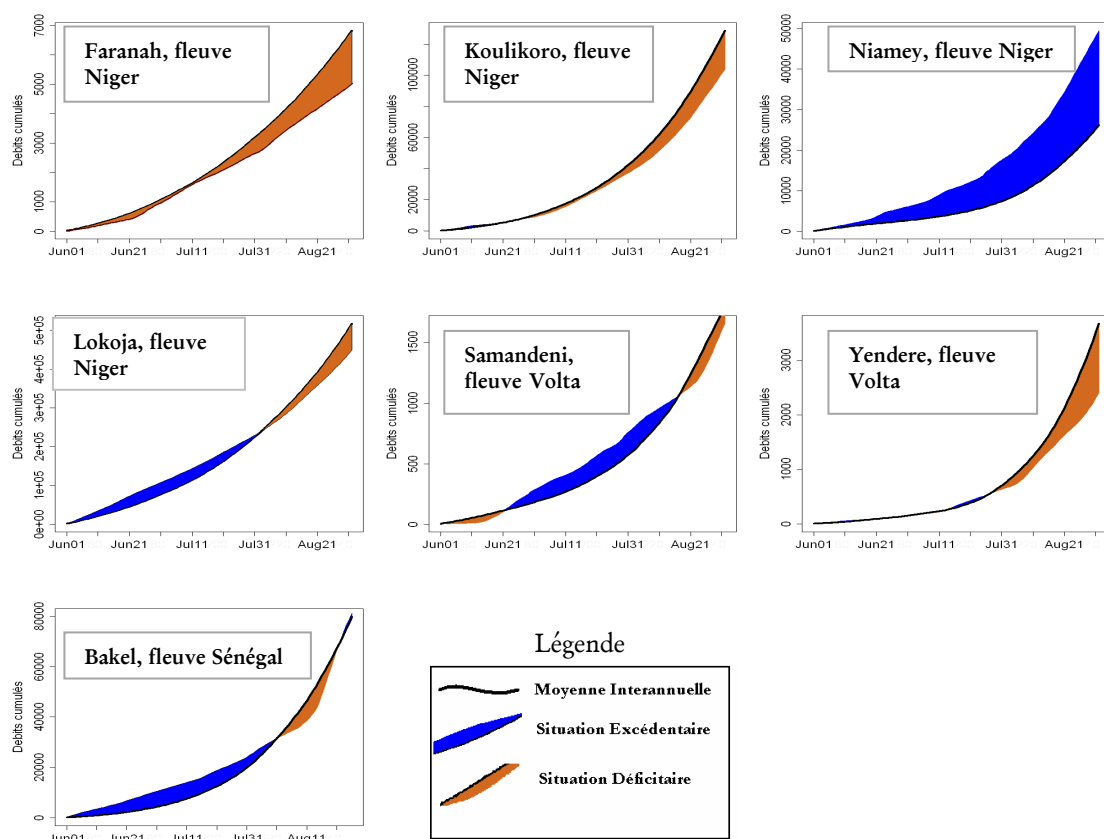 Faranah, fleuve
Niger
Debits cumulés
0
1000
3000
5000
7000
Jun01
Jun21
Jul11
Jul31
Aug21
Koulikoro, fleuve
Niger
Debits cumulés
0
20000
60000
100000
Jun01
Jun21
Jul11
Jul31
Aug21
Niamey, fleuve Niger
Debits cumulés
0
10000
20000
30000
40000
50000
Jun01
Jun21
Jul11
Jul31
Aug21
Lokoja, fleuve
Niger
Debits cumulés
0e+00
1e+05
2e+05
3e+05
4e+05
5e+05
Jun01
Jun21
Jul11
Jul31
Aug21
Samandeni,
fleuve Volta
Debits cumulés
0
500
1000
1500
Jun01
Jun21
Jul11
Jul31
Aug21
Yendere, fleuve
Volta
Debits cumulés
0
1000
2000
3000
Jun01
Jun21
Jul11
Jul31
Aug21
Bakel, fleuve Sénégal
Debits cumulés
0
20000
40000
60000
80000
Jun01
Jun21
Jul11
Jul31
Aug11
Légende
Moyenne Interannuelle
Situation Excédentaire
Situation Déficitaire